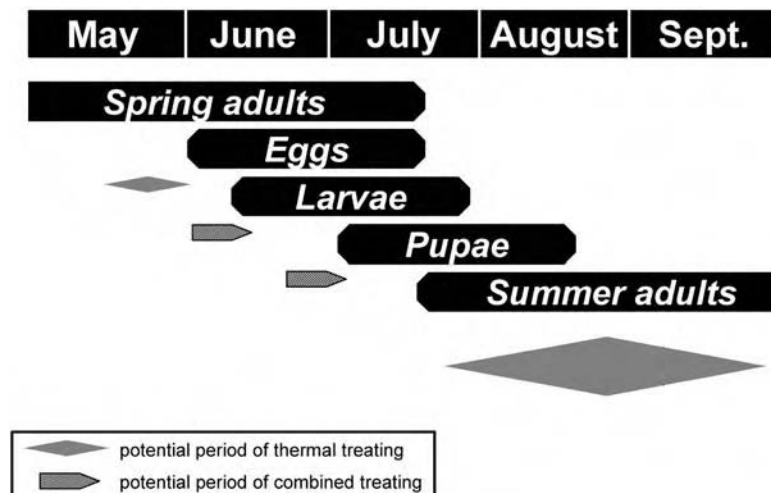 May June July August Sept.
Spring adults
Eggs
Larvae
Pupae
Summer adults
potential period of thermal treating
potential period of combined treating